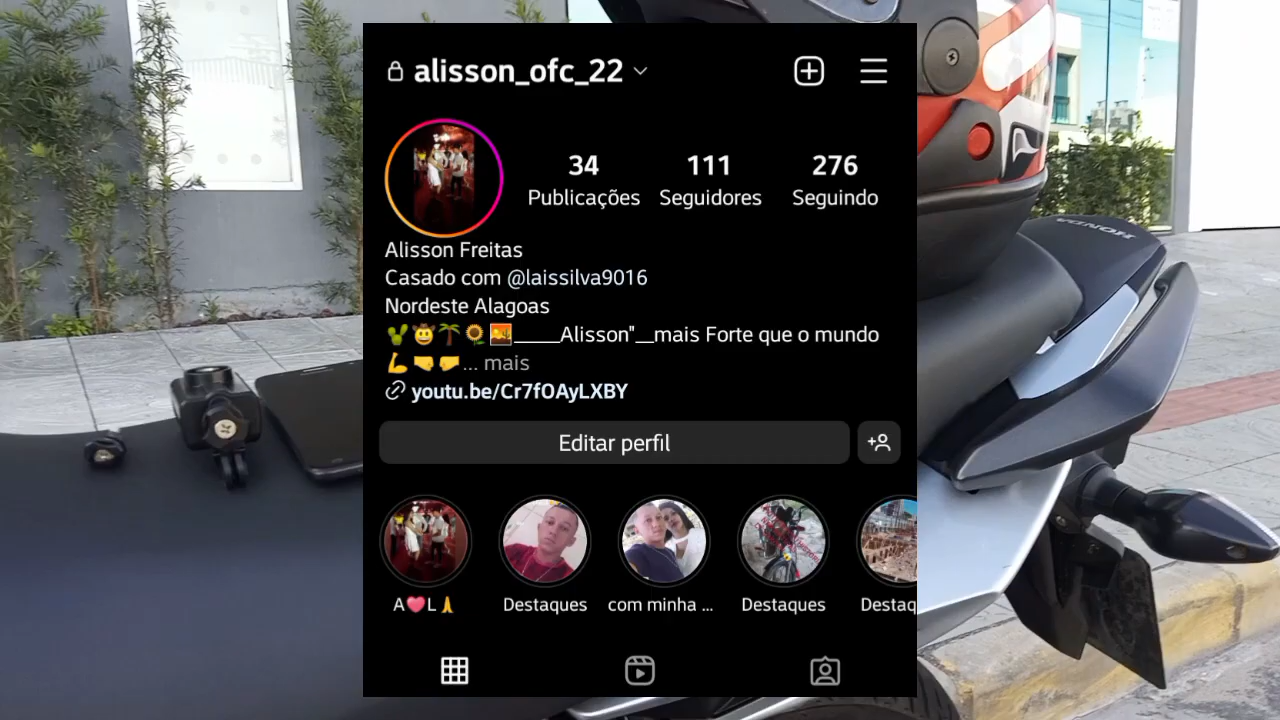 alisson_ofc_22
34 111 276
Publicações Seguidores Seguindo
Alisson Freitas
Casado com @laissilva9016
Nordeste Alagoas
🌵🤠🌴🌻🏜️_____Alisson"__mais Forte que o mundo
💪🤜🤛... mais
youtu.be/Cr7fOAyLXBY
Editar perfil
A❤️L🙏 Destaques com minha ... Destaques Destaq
HONDA